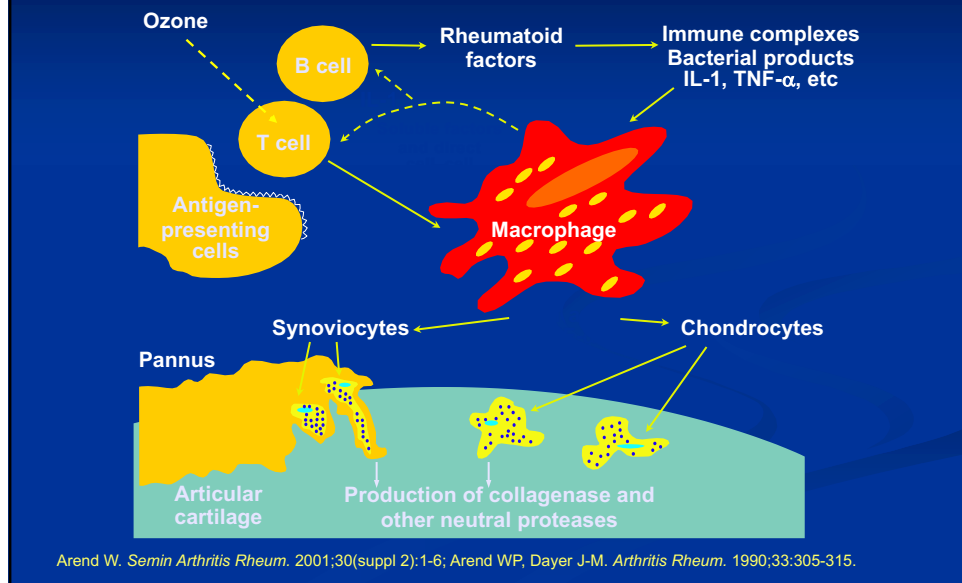 Ozone
B cell
Rheumatoid
factors
Immune complexes
Bacterial products
IL-1, TNF-α, etc
T cell
Antigen-
presenting
cells
Macrophage
Synoviocytes
Chondrocytes
Pannus
Articular
cartilage
Production of collagenase and
other neutral proteases
Arend W. Semin Arthritis Rheum. 2001;30(suppl 2):1-6; Arend WP, Dayer J-M. Arthritis Rheum. 1990;33:305-315.